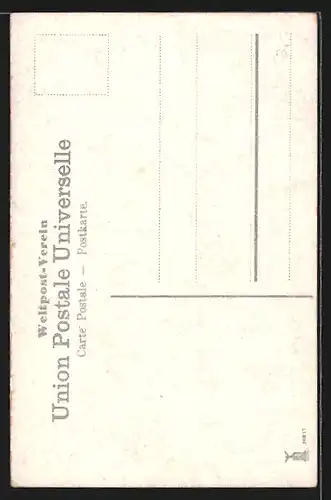 Weltpost-Verein
Union Postale Universelle
Carte Postale — Postkarte